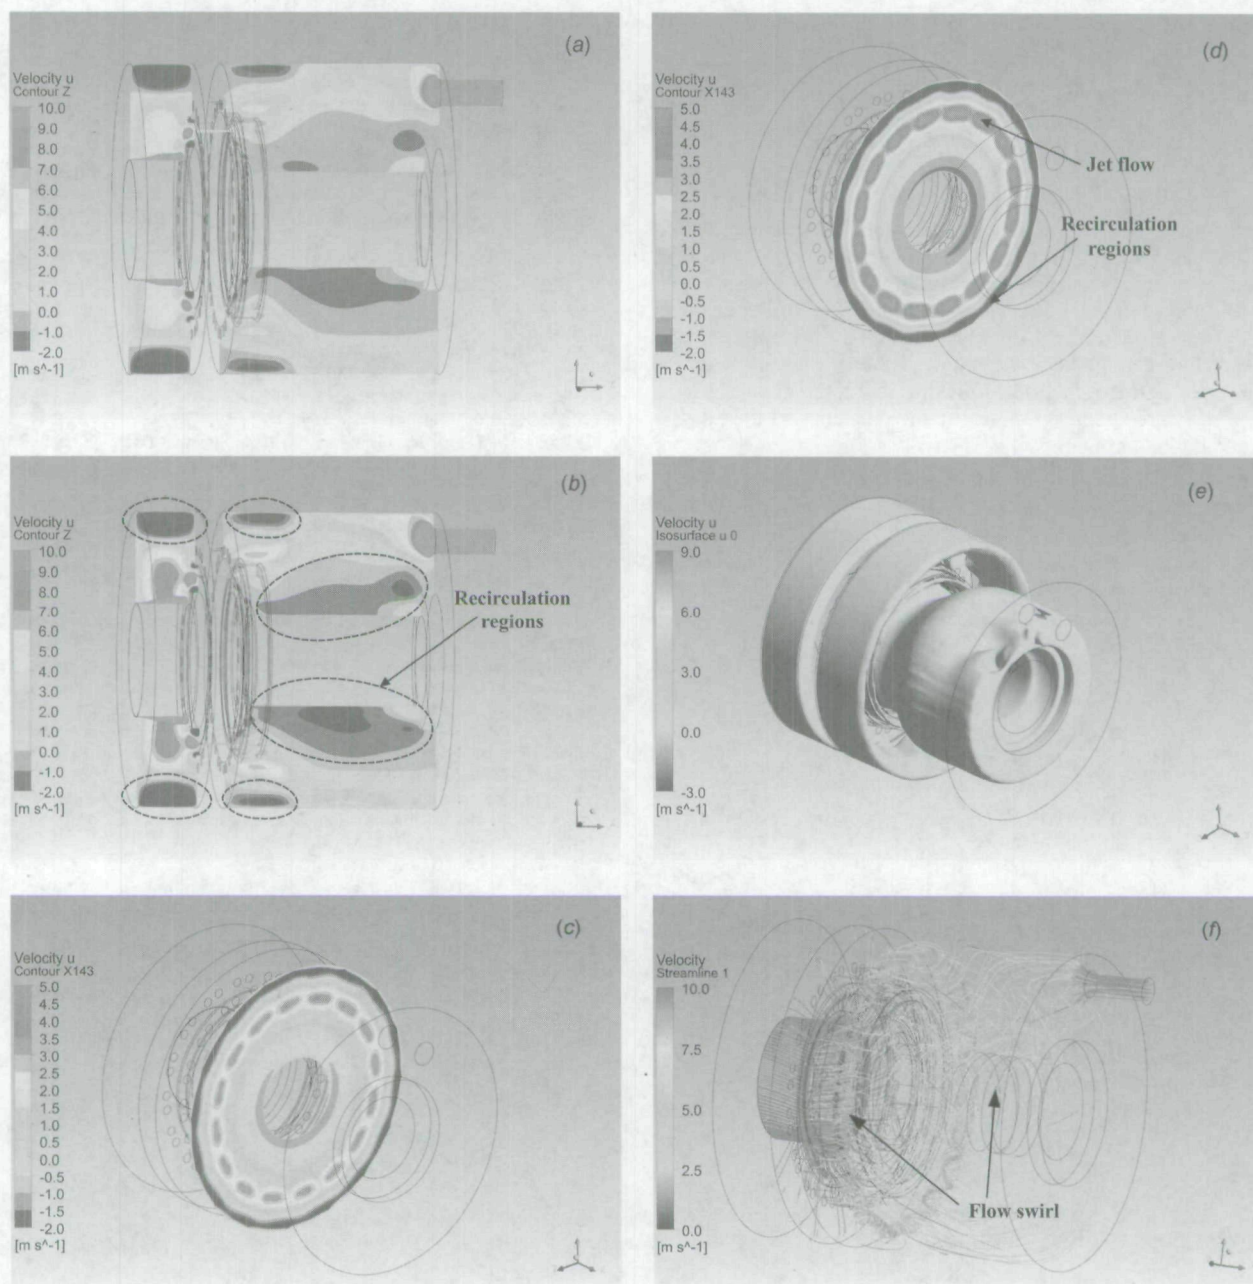 (a)
Velocity u
Contour Z
10.0
9.0
8.0
7.0
6.0
5.0
4.0
3.0
2.0
1.0
0.0
-1.0
-2.0
[m s^-1]
(d)
Velocity u
Contour X143
5.0
4.5
4.0
3.5
3.0
2.5
2.0
1.5
1.0
0.5
0.0
-0.5
-1.0
-1.5
-2.0
[m s^-1]
Jet flow
Recirculation
regions
(b)
Velocity u
Contour Z
10.0
9.0
8.0
7.0
6.0
5.0
4.0
3.0
2.0
1.0
0.0
-1.0
-2.0
[m s^-1]
Recirculation
regions
(e)
Velocity u
Isosurface u 0
9.0
6.0
3.0
0.0
-3.0
[m s^-1]
(c)
Velocity u
Contour X143
5.0
4.5
4.0
3.5
3.0
2.5
2.0
1.5
1.0
0.5
0.0
-0.5
-1.0
-1.5
-2.0
[m s^-1]
(f)
Velocity
Streamline 1
10.0
7.5
5.0
2.5
0.0
[m s^-1]
Flow swirl